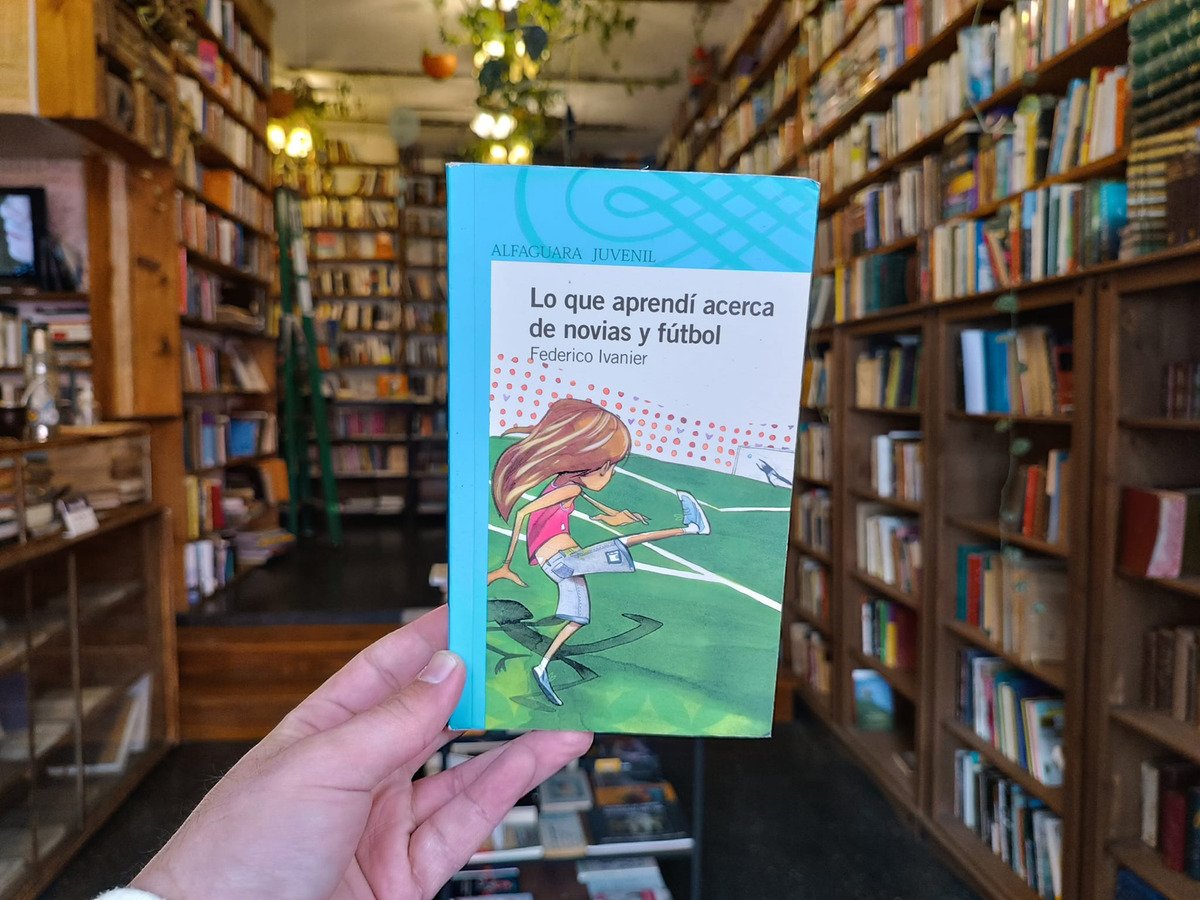 ALFAGUARA JUVENIL
Lo que aprendí acerca
de novias y fútbol
Federico Ivanier